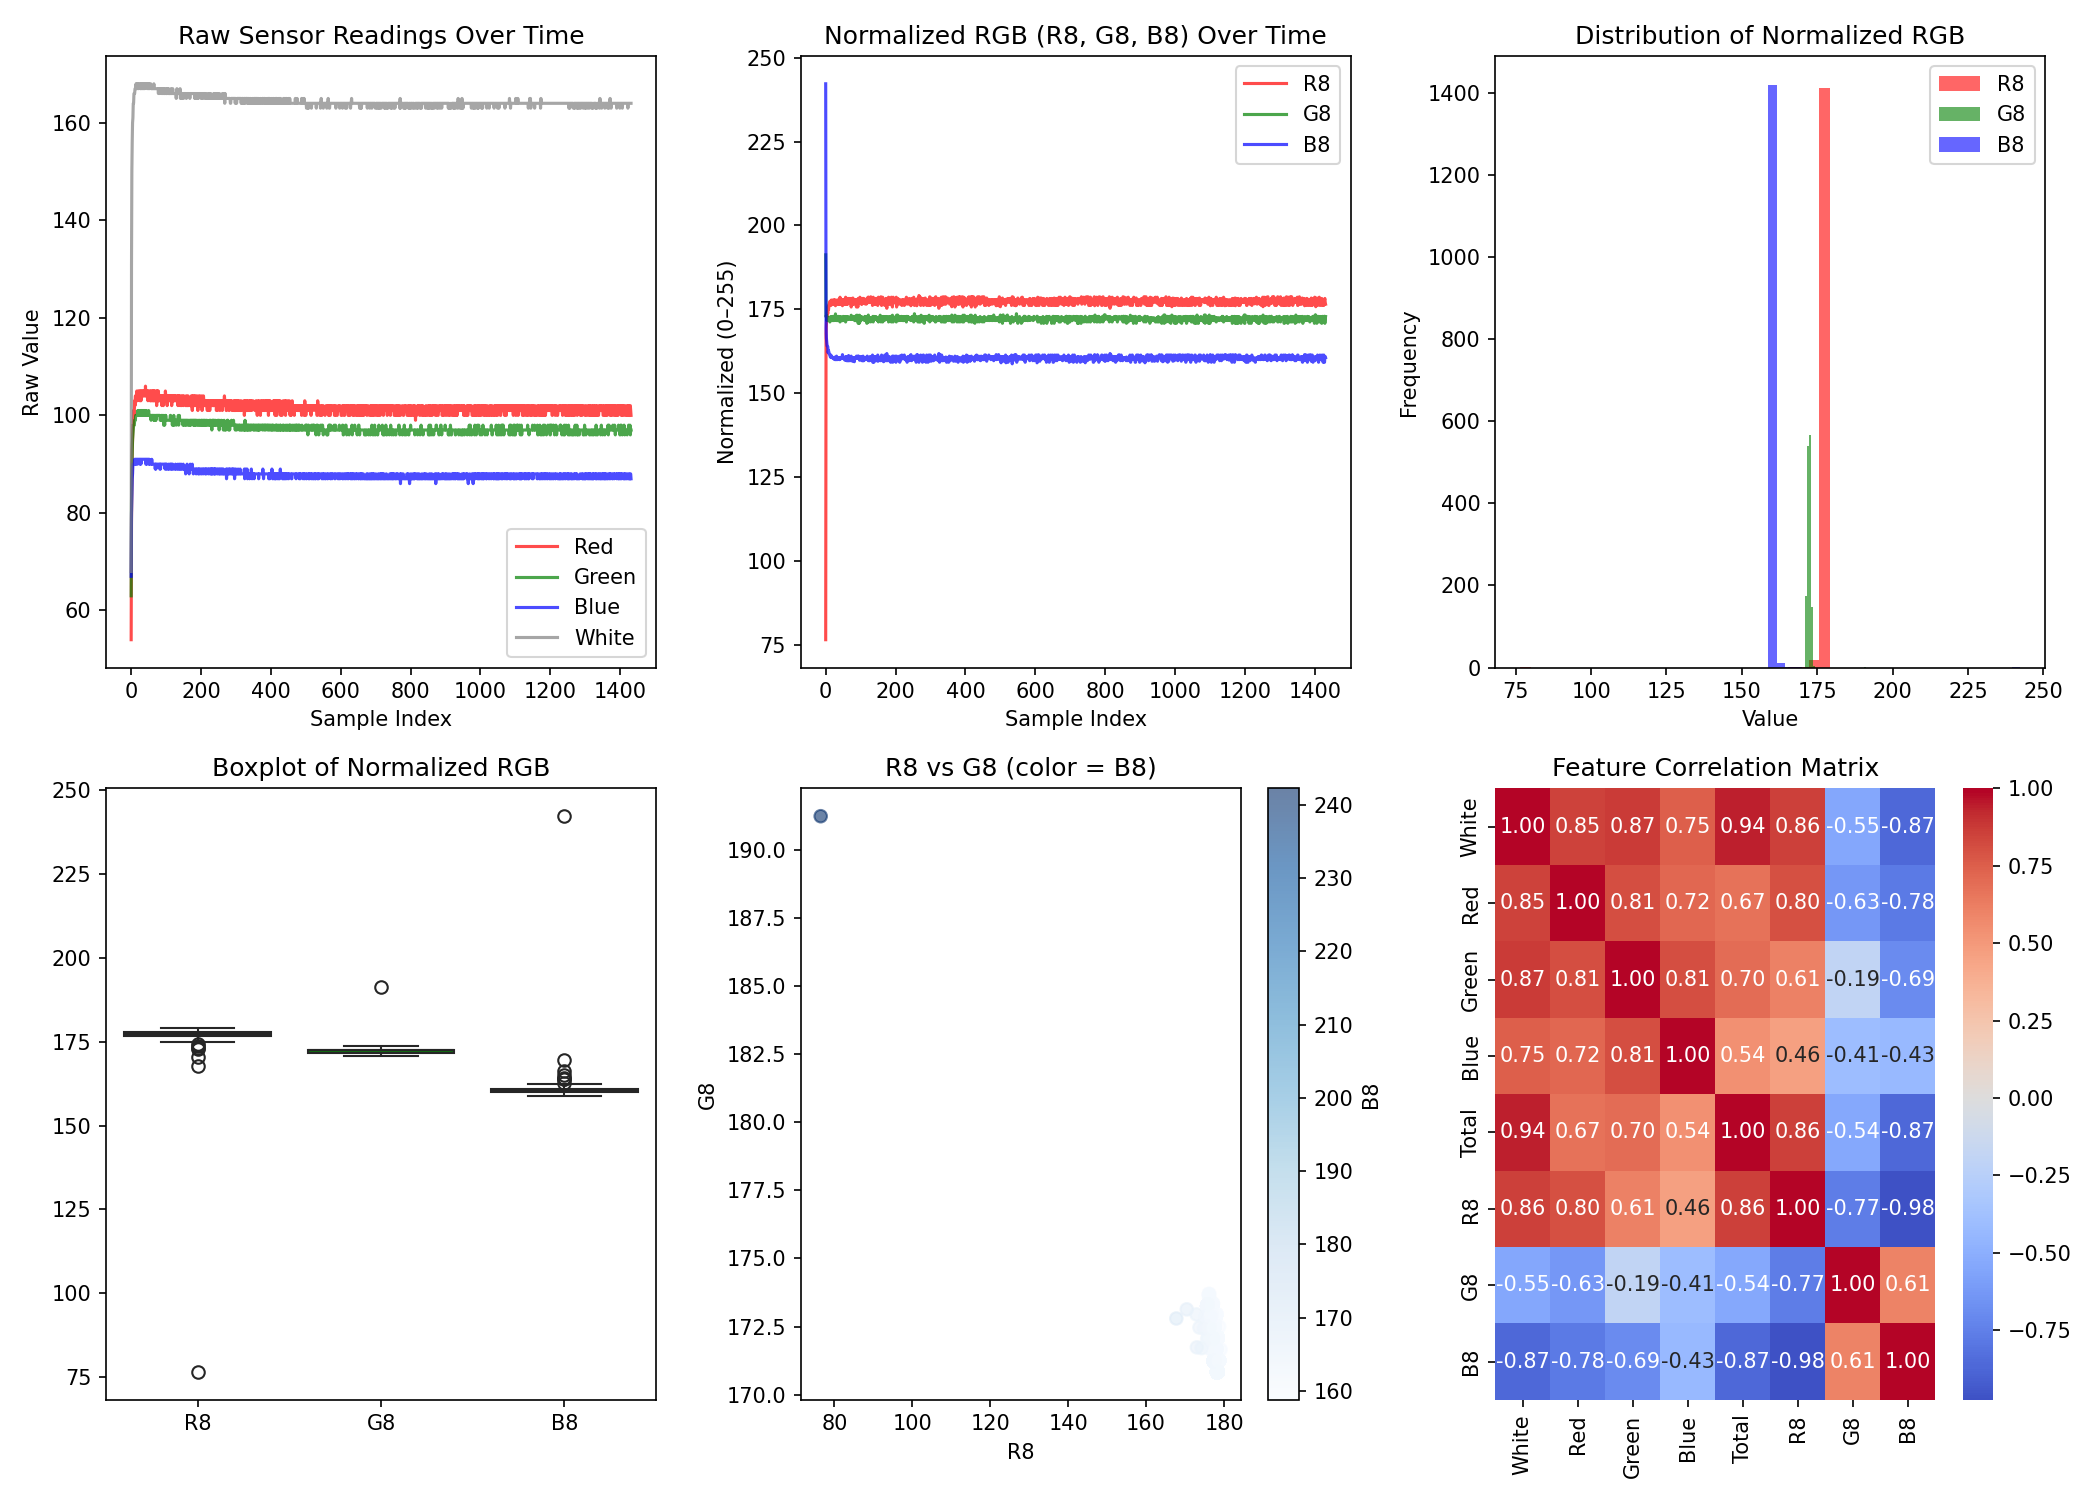 Raw Sensor Readings Over Time
Raw Value
160
140
120
100
80
60
0 200 400 600 800 1000 1200 1400
Sample Index
Red
Green
Blue
White
Normalized RGB (R8, G8, B8) Over Time
Normalized (0–255)
250
225
200
175
150
125
100
75
0 200 400 600 800 1000 1200 1400
Sample Index
R8
G8
B8
Distribution of Normalized RGB
Frequency
1400
1200
1000
800
600
400
200
0
75 100 125 150 175 200 225 250
Value
R8
G8
B8
Boxplot of Normalized RGB
250
225
200
175
150
125
100
75
R8 G8 B8
R8 vs G8 (color = B8)
G8
190.0
187.5
185.0
182.5
180.0
177.5
175.0
172.5
170.0
80 100 120 140 160 180
R8
240
230
220
210
200
190
180
170
160
B8
Feature Correlation Matrix
White 1.00 0.85 0.87 0.75 0.94 0.86 -0.55 -0.87
Red 0.85 1.00 0.81 0.72 0.67 0.80 -0.63 -0.78
Green 0.87 0.81 1.00 0.81 0.70 0.61 -0.19 -0.69
Blue 0.75 0.72 0.81 1.00 0.54 0.46 -0.41 -0.43
Total 0.94 0.67 0.70 0.54 1.00 0.86 -0.54 -0.87
R8 0.86 0.80 0.61 0.46 0.86 1.00 -0.77 -0.98
G8 -0.55 -0.63 -0.19 -0.41 -0.54 -0.77 1.00 0.61
B8 -0.87 -0.78 -0.69 -0.43 -0.87 -0.98 0.61 1.00
White Red Green Blue Total R8 G8 B8
1.00
0.75
0.50
0.25
0.00
−0.25
−0.50
−0.75